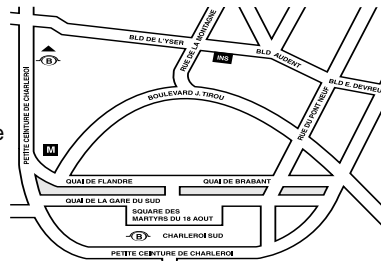 BLD DE L'YSER
RUE DE LA MONTAGNE
INS
BLD AUDENT
BLD E. DEVREU
B
PETITE CEINTURE DE CHARLEROI
BOULEVARD J. TIROU
RUE DU PONT NEUF
e
M
QUAI DE FLANDRE
QUAI DE BRABANT
QUAI DE LA GARE DU SUD
SQUARE DES
MARTYRS DU 18 AOUT
B CHARLEROI SUD
PETITE CEINTURE DE CHARLEROI